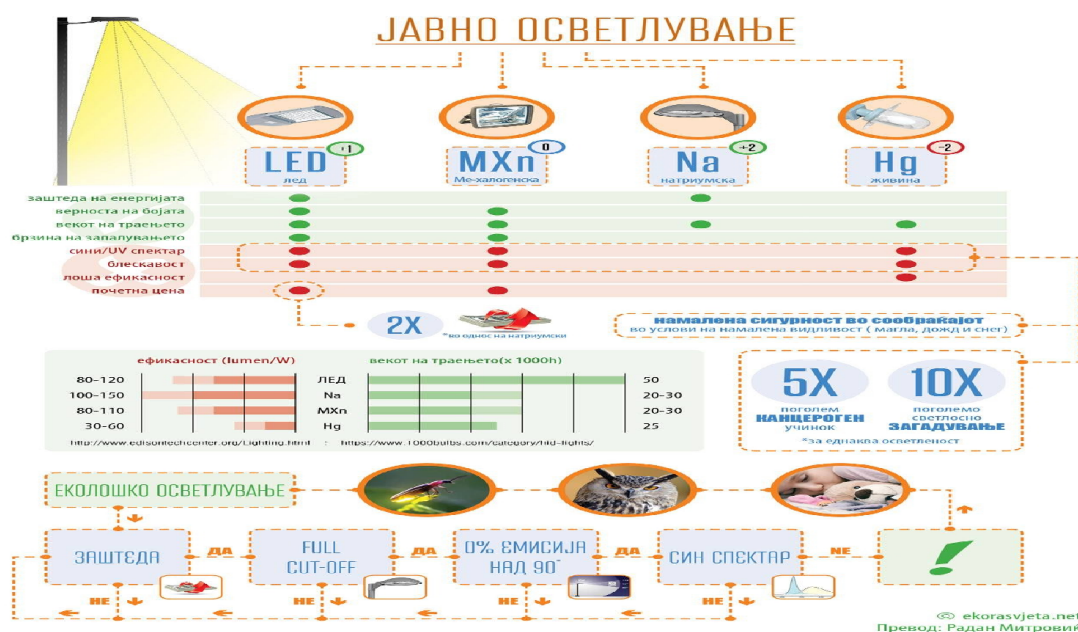 ЈАВНО ОСВЕТЛУВАЊЕ
LED +1
лед
MXn 0
Ме-халогенска
Na +2
натриумска
Hg -2
живина
заштеда на енергијата
верноста на бојата
векот на траењето
брзина на запалувањето
сини/UV спектар
блескавост
лоша ефикасност
почетна цена
2X
*во однос на натриумски
намалена сигурност во сообраќајот
во услови на намалена видливост ( магла, дожд и снег)
ефикасност (lumen/W)
векот на траењето(x 1000h)
80-120 ЛЕД 50
100-150 Na 20-30
80-110 MXn 20-30
30-60 Hg 25
http://www.edisontechcenter.org/Lighting.html : https://www.1000bulbs.com/category/hid-lights/
5X
поголем
КАНЦЕРОГЕН
учинок
10X
поголемо
светлосно
ЗАГАДУВАЊЕ
*за еднаква осветленост
ЕКОЛОШКО ОСВЕТЛУВАЊЕ
ЗАШТЕДА
ДА
FULL
CUT-OFF
ДА
0% ЕМИСИЈА
НАД 90°
ДА
СИН СПЕКТАР
NE
!
НЕ
НЕ
НЕ
НЕ
© ekorasvjeta.net
Превод: Радан Митровиќ